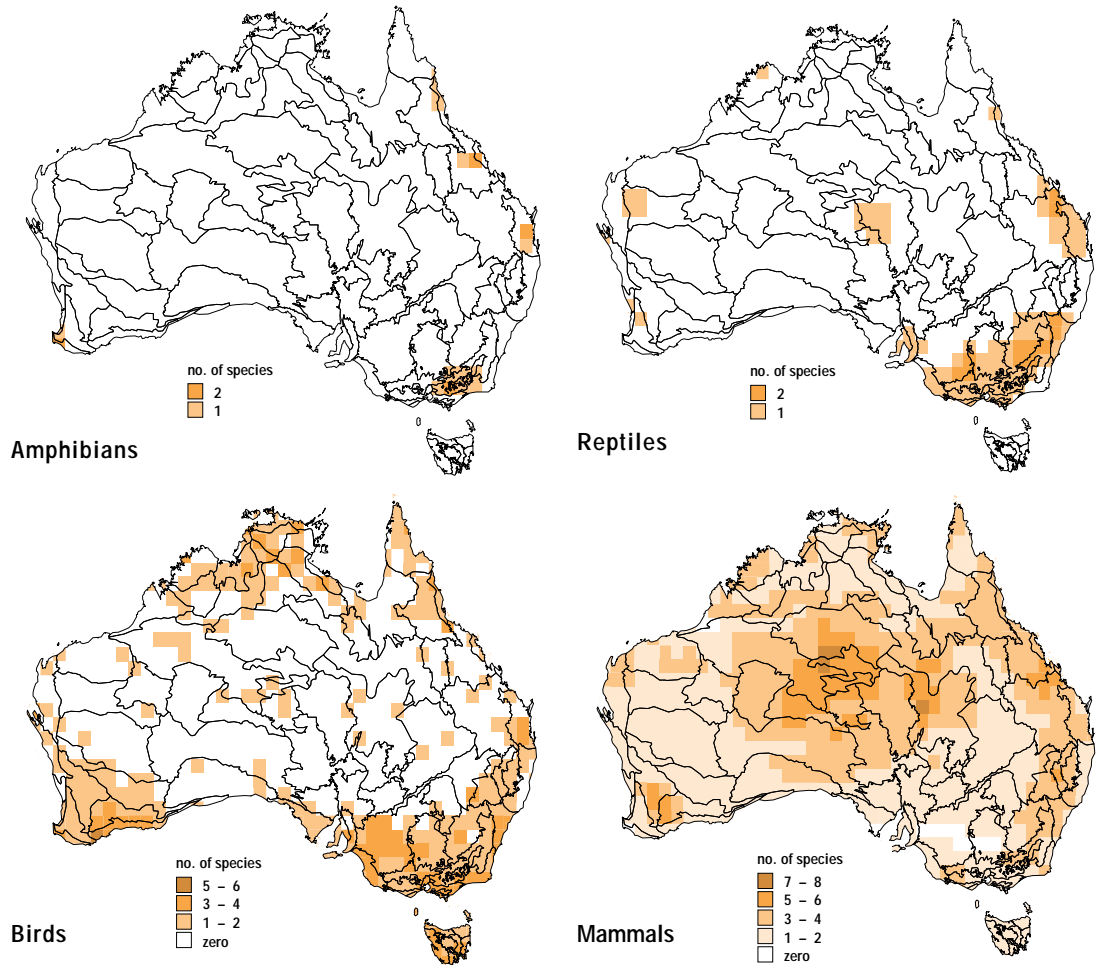 no. of species
2
1
Amphibians
no. of species
2
1
Reptiles
no. of species
5 – 6
3 – 4
1 – 2
zero
Birds
no. of species
7 – 8
5 – 6
3 – 4
1 – 2
zero
Mammals